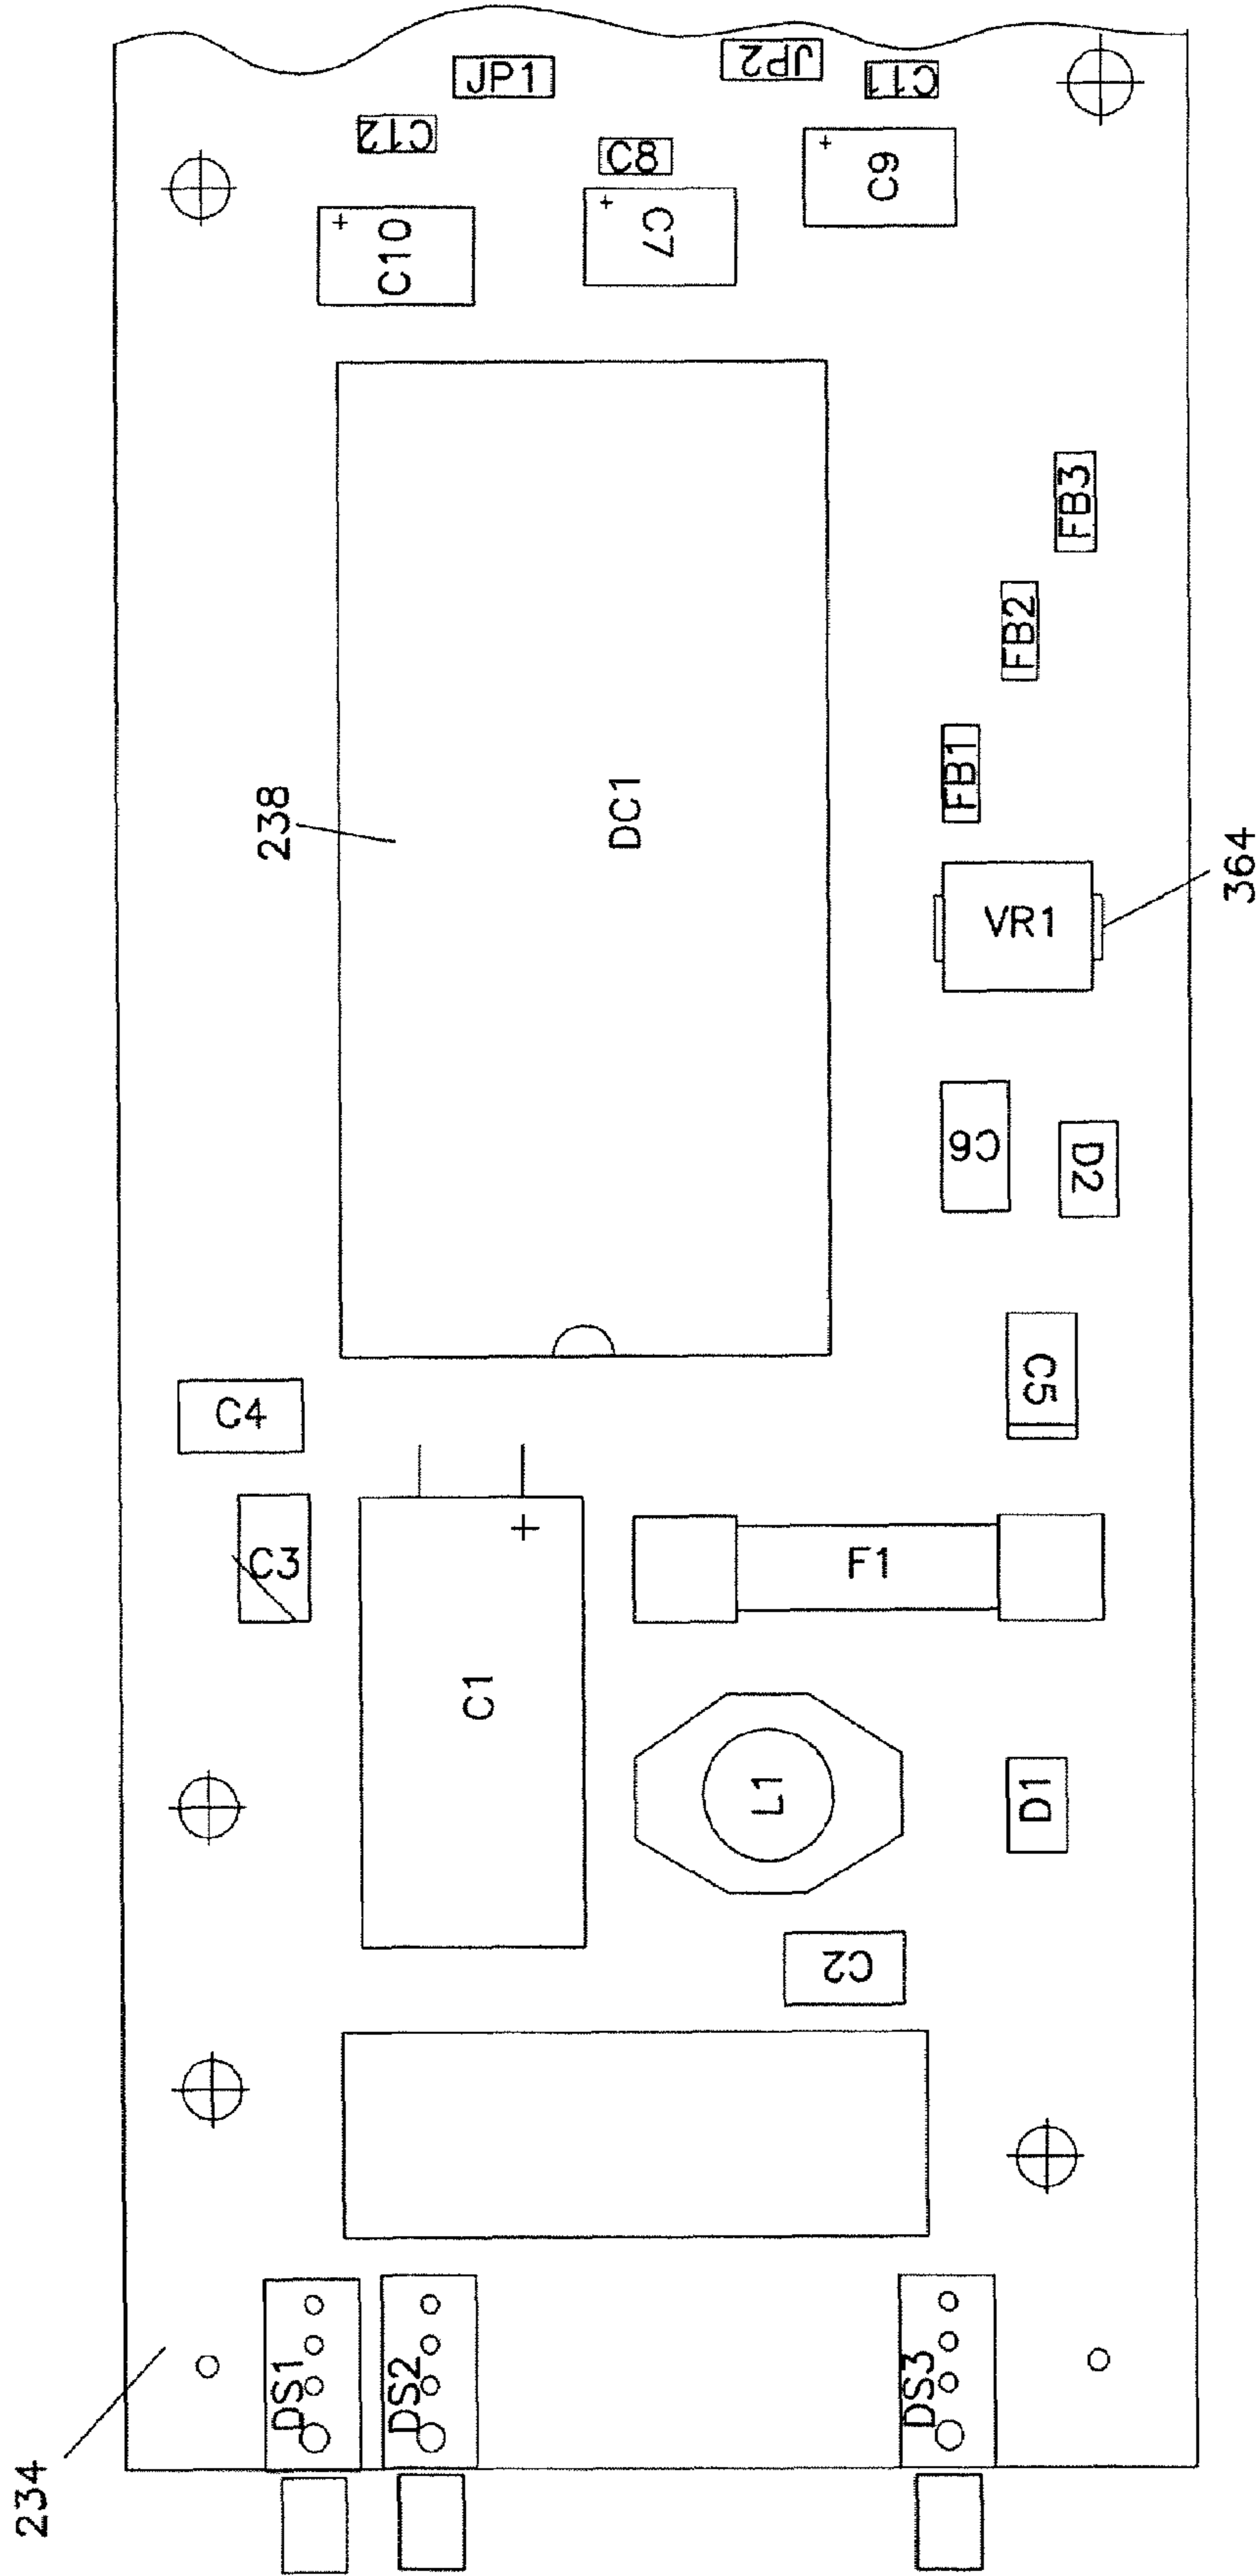 JP1
JP2
C11
C12
C8
C9
C10
C7
FB3
FB2
238
DC1
FB1
VR1
364
C6
D2
C5
C4
C3
F1
C1
L1
D1
C2
DS1
DS2
DS3
234